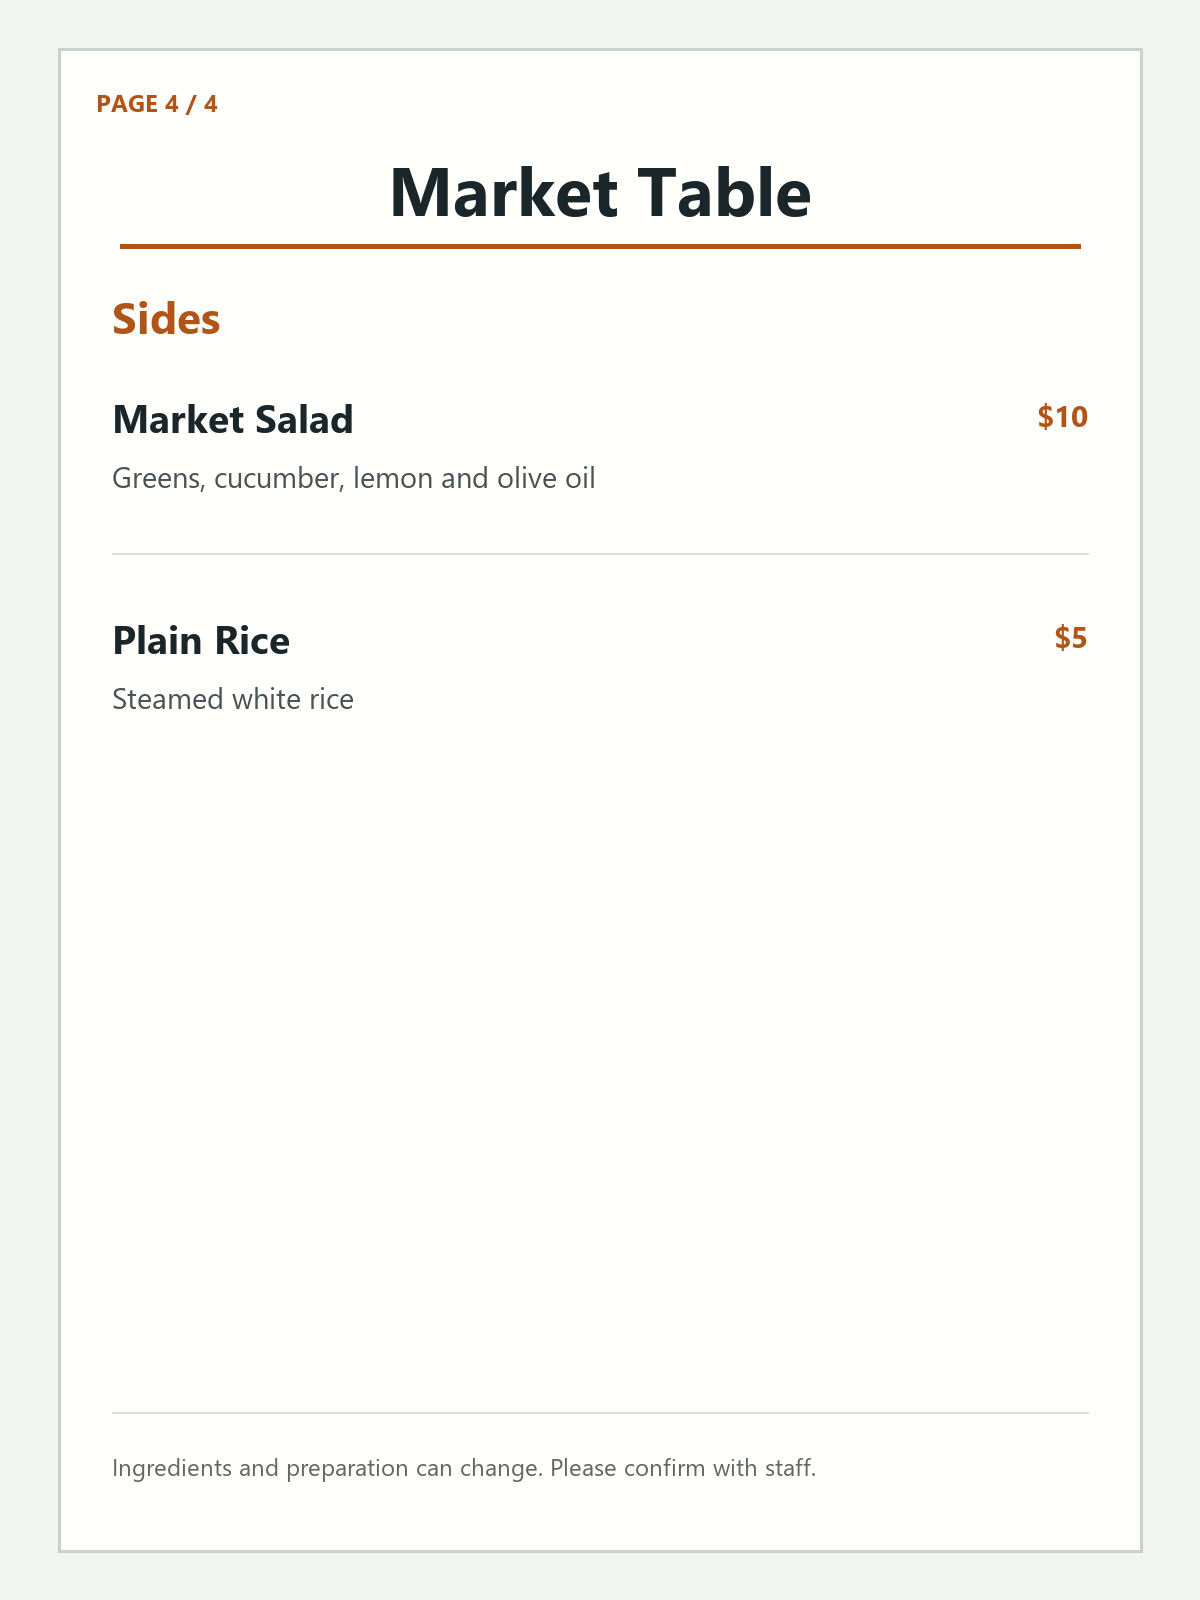 PAGE 4 / 4
Market Table
Sides
Market Salad $10
Greens, cucumber, lemon and olive oil
Plain Rice $5
Steamed white rice
Ingredients and preparation can change. Please confirm with staff.